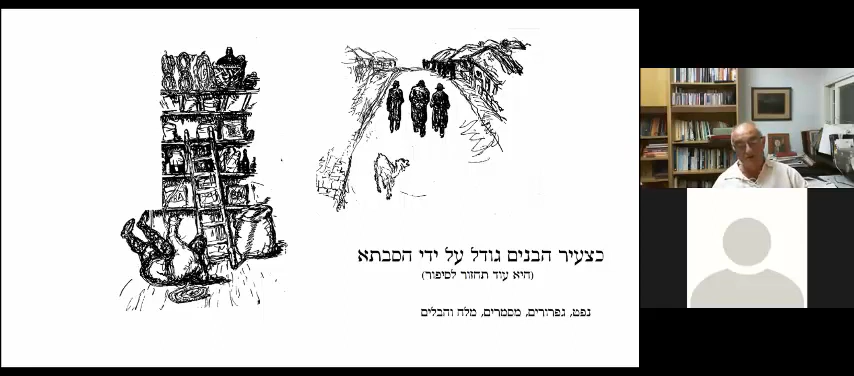 כצעיר הבנים גודל על ידי הסבתא
(היא עוד תחזור לסיפור)
נפט, גפרורים, מסמרים, מלח וחבלים